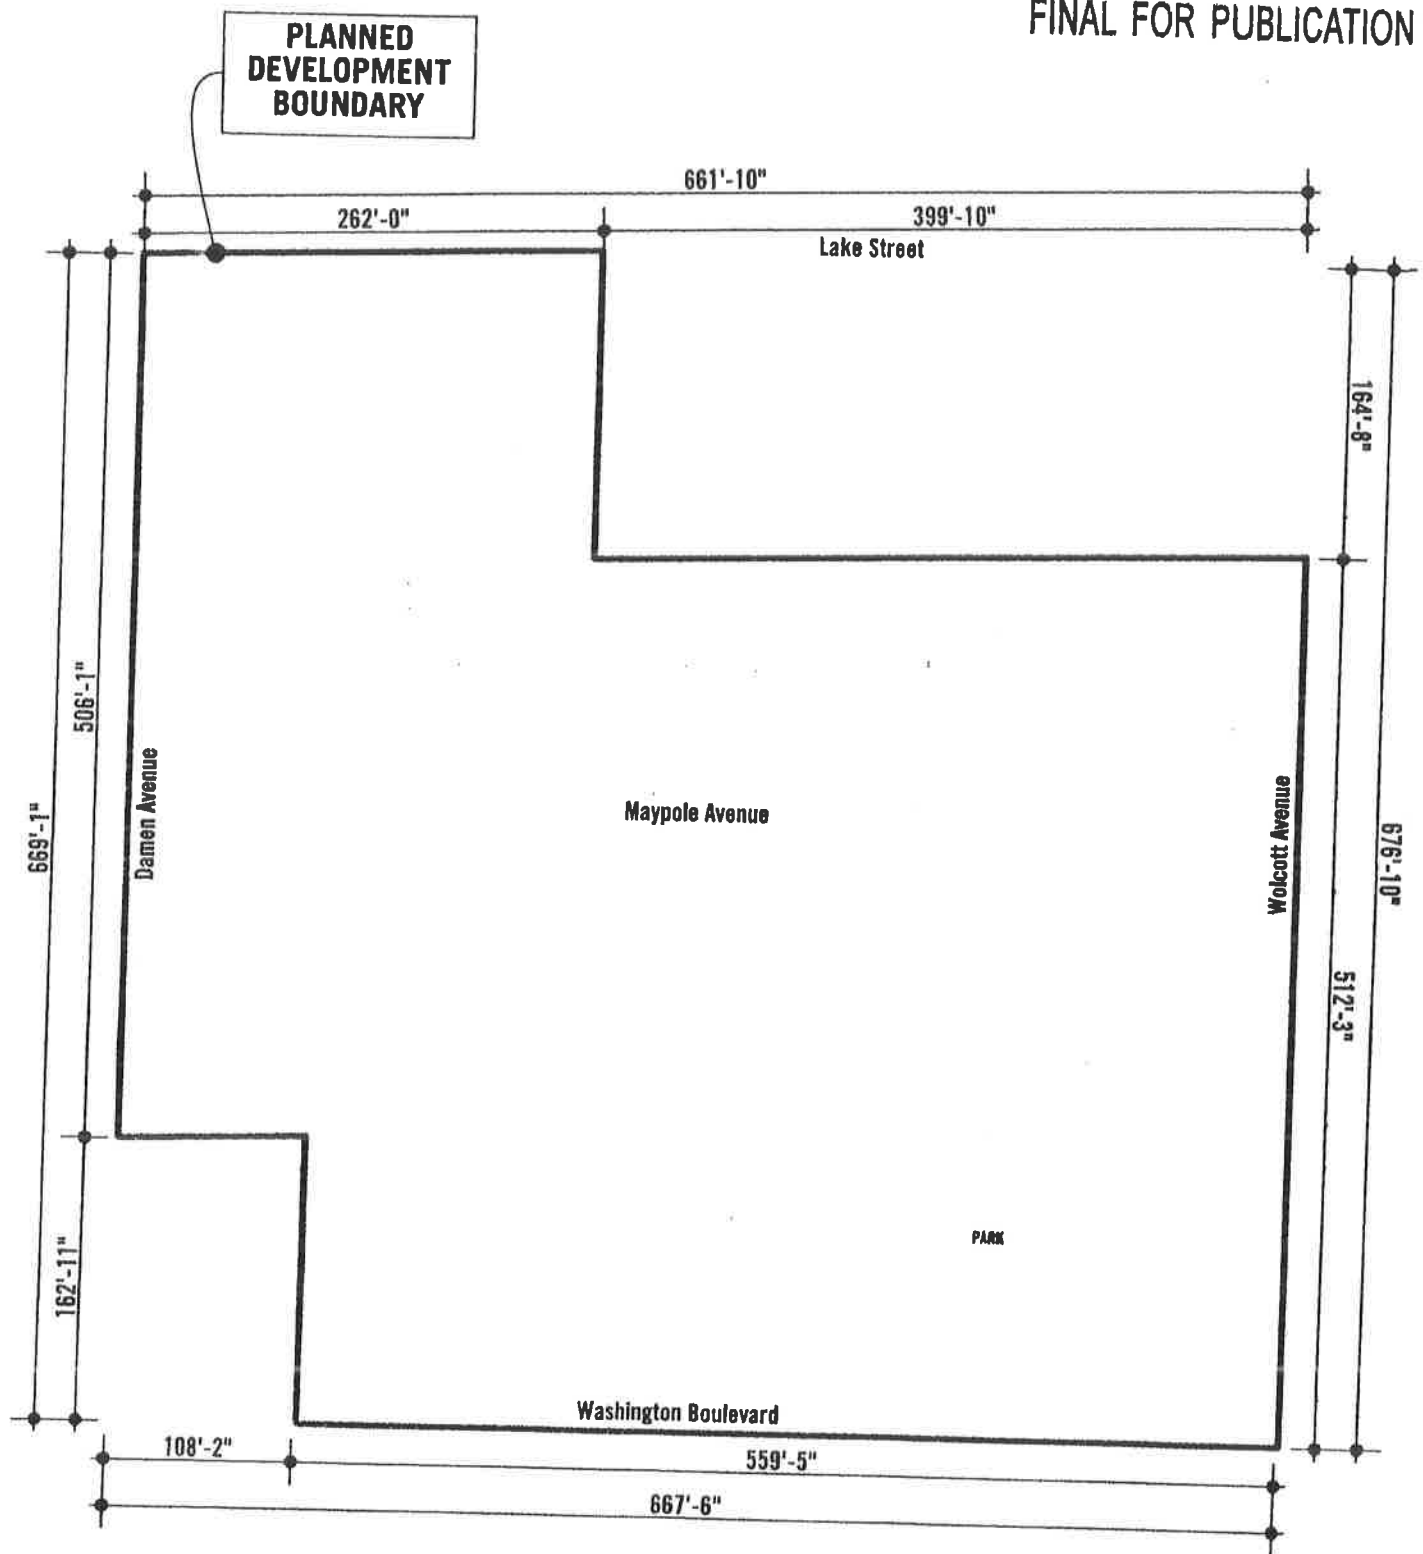 FINAL FOR PUBLICATION
PLANNED
DEVELOPMENT
BOUNDARY
661'-10"
262'-0"
399'-10"
Lake Street
164'-8"
506'-1"
669'-1"
Damen Avenue
Maypole Avenue
Wolcott Avenue
676'-10"
512'-3"
162'-11"
PARK
Washington Boulevard
108'-2"
559'-5"
667'-6"